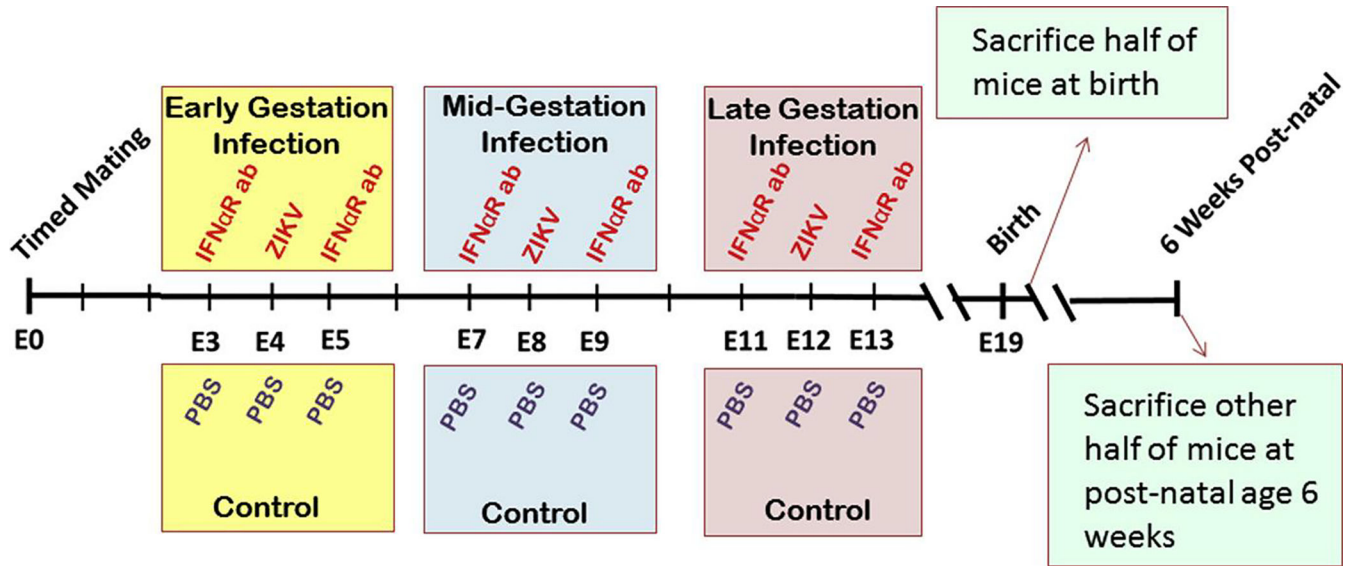 Sacrifice half of
mice at birth
Early Gestation
Infection
IFNαR ab
ZIKV
IFNαR ab
Mid-Gestation
Infection
IFNαR ab
ZIKV
IFNαR ab
Late Gestation
Infection
IFNαR ab
ZIKV
IFNαR ab
Timed Mating
Birth
6 Weeks Post-natal
E0
E3
E4
E5
E7
E8
E9
E11
E12
E13
E19
PBS
PBS
PBS
Control
PBS
PBS
PBS
Control
PBS
PBS
PBS
Control
Sacrifice other
half of mice at
post-natal age 6
weeks